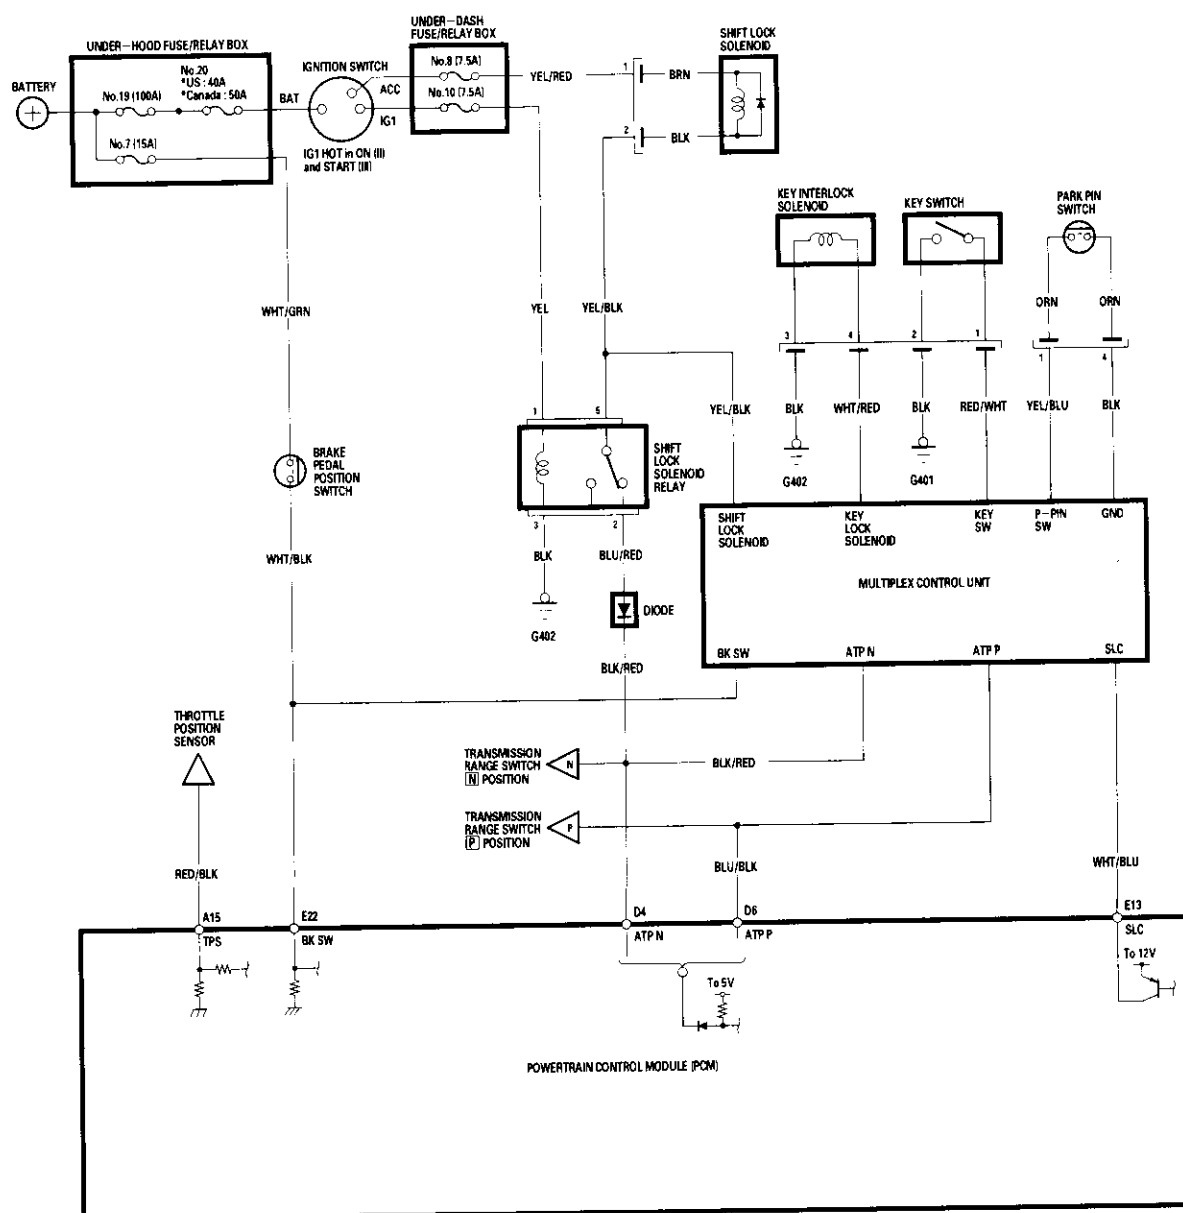 UNDER-HOOD FUSE/RELAY BOX
BATTERY
No.19 (100A)
No.20
*US : 40A
*Canada : 50A
No.7 (15A)
BAT
IGNITION SWITCH
ACC
IG1
IG1 HOT in ON (II)
and START (III)
UNDER-DASH
FUSE/RELAY BOX
No.8 (7.5A)
No.10 (7.5A)
YEL/RED
1
BRN
2
BLK
SHIFT LOCK
SOLENOID
KEY INTERLOCK
SOLENOID
KEY SWITCH
PARK PIN
SWITCH
WHT/GRN
YEL
YEL/BLK
ORN
ORN
3
4
2
1
1
4
YEL/BLK
BLK
WHT/RED
BLK
RED/WHT
YEL/BLU
BLK
G402
G401
BRAKE
PEDAL
POSITION
SWITCH
1
5
SHIFT
LOCK
SOLENOID
RELAY
3
2
WHT/BLK
BLK
BLU/RED
G402
DIODE
BLK/RED
SHIFT
LOCK
SOLENOID
KEY
LOCK
SOLENOID
KEY
SW
P-PIN
SW
GND
MULTIPLEX CONTROL UNIT
BK SW
ATP N
ATP P
SLC
THROTTLE
POSITION
SENSOR
TRANSMISSION
RANGE SWITCH
N POSITION
N
BLK/RED
TRANSMISSION
RANGE SWITCH
P POSITION
P
BLU/BLK
WHT/BLU
RED/BLK
A15
TPS
E22
BK SW
D4
ATP N
D6
ATP P
E13
SLC
To 5V
To 12V
POWERTRAIN CONTROL MODULE (PCM)